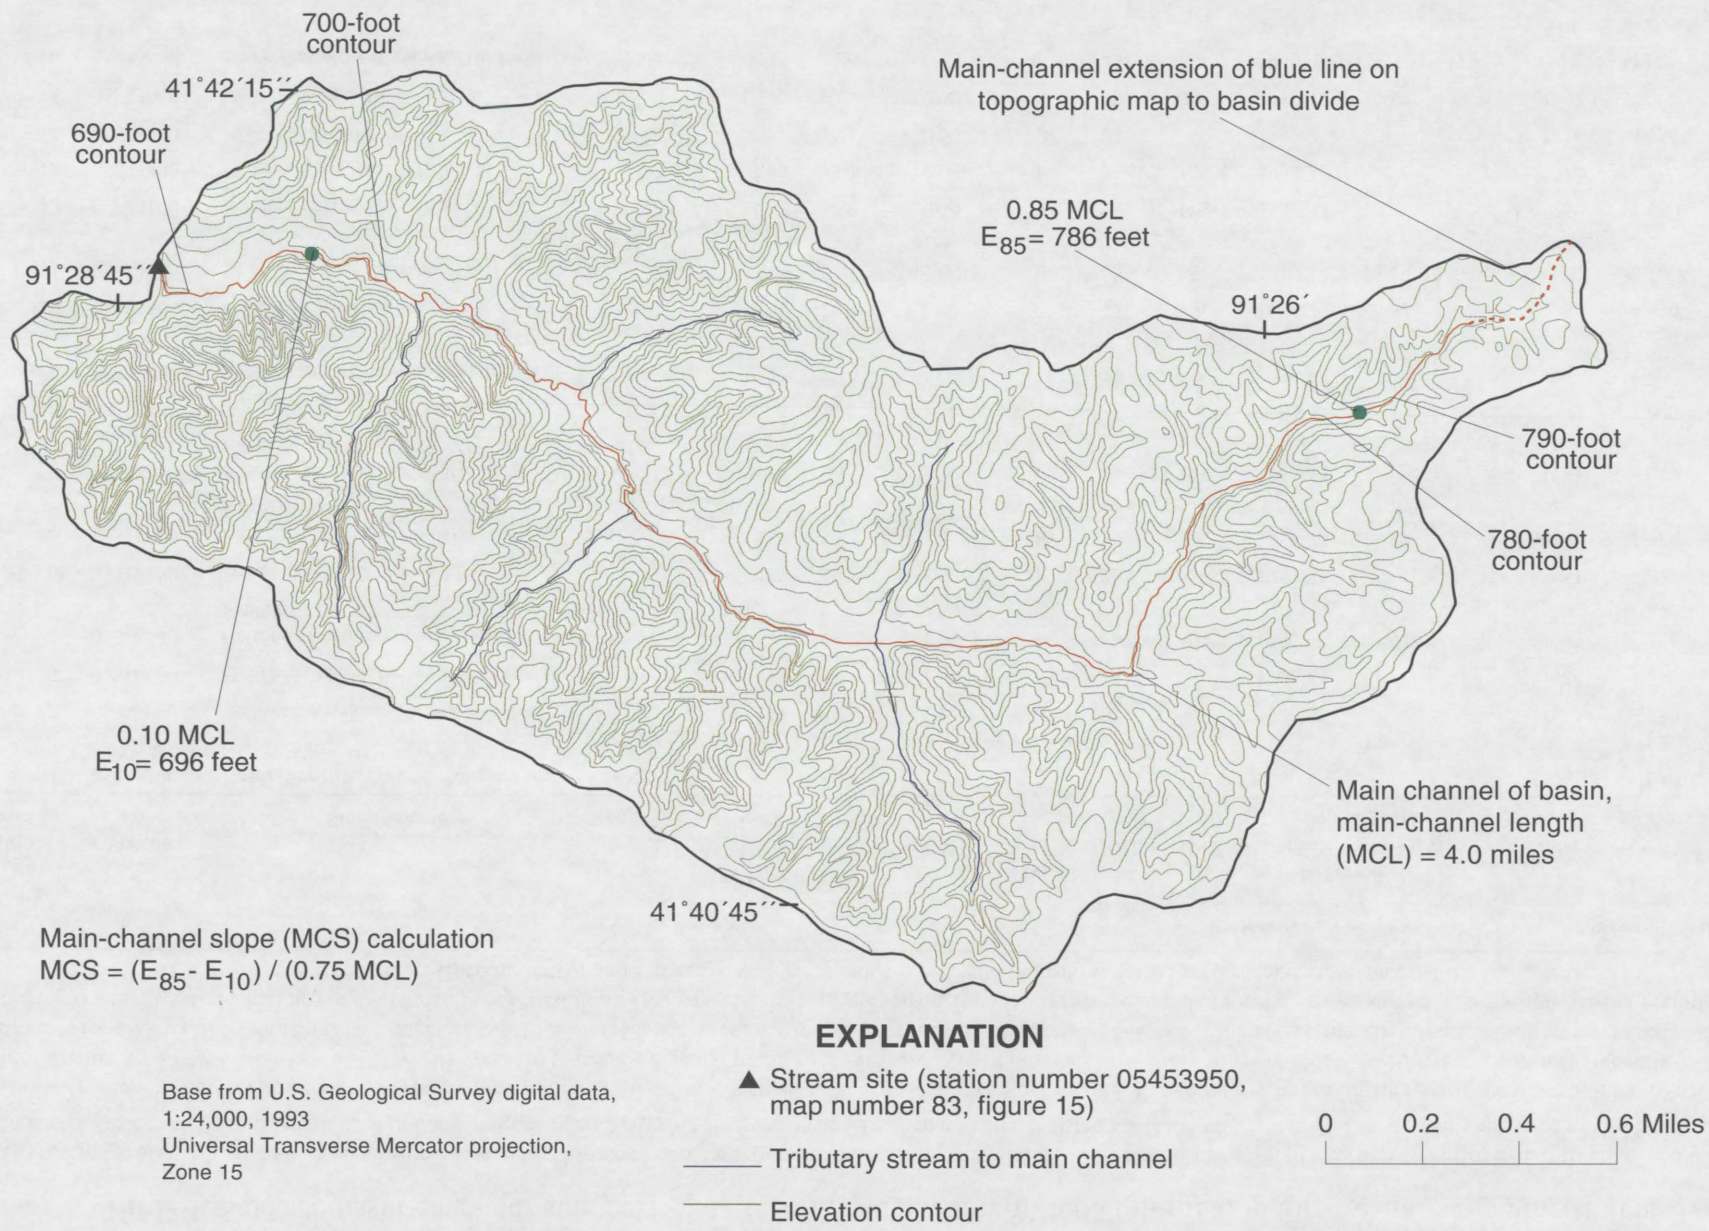 700-foot
contour
41°42´15´´
690-foot
contour
Main-channel extension of blue line on
topographic map to basin divide
0.85 MCL
E85= 786 feet
91°28´45´´
91°26´
790-foot
contour
780-foot
contour
0.10 MCL
E10= 696 feet
Main channel of basin,
main-channel length
(MCL) = 4.0 miles
41°40´45´´
Main-channel slope (MCS) calculation
MCS = (E85- E10) / (0.75 MCL)
EXPLANATION
Stream site (station number 05453950,
map number 83, figure 15)
Tributary stream to main channel
Elevation contour
Base from U.S. Geological Survey digital data,
1:24,000, 1993
Universal Transverse Mercator projection,
Zone 15
0 0.2 0.4 0.6 Miles